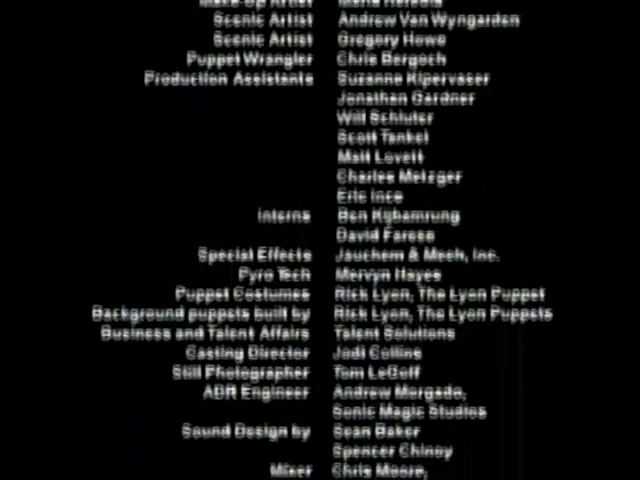 Make-Up Artist
Scenic Artist Andrew Van Wyngarden
Scenic Artist Gregory Howe
Puppet Wrangler Chris Bergoch
Production Assistants Suzanne Kipervaser
Jonathan Gardner
Will Schluter
Scott Tankel
Matt Lovett
Charles Metzger
Eric Ince
Interns Ben
David Farese
Special Effects Jauchem & Meeh, Inc.
Pyro Tech Mervyn Hayes
Puppet Costumes Rick Lyon, The Lyon Puppet
Background puppets built by Rick Lyon, The Lyon Puppets
Business and Talent Affairs Talent Solutions
Casting Director Jodi Collins
Still Photographer Tom LeGoff
ADR Engineer Andrew Morgado,
Sonic Magic Studios
Sound Design by Sean Baker
Spencer Chinoy
Mixer Chris Moore,